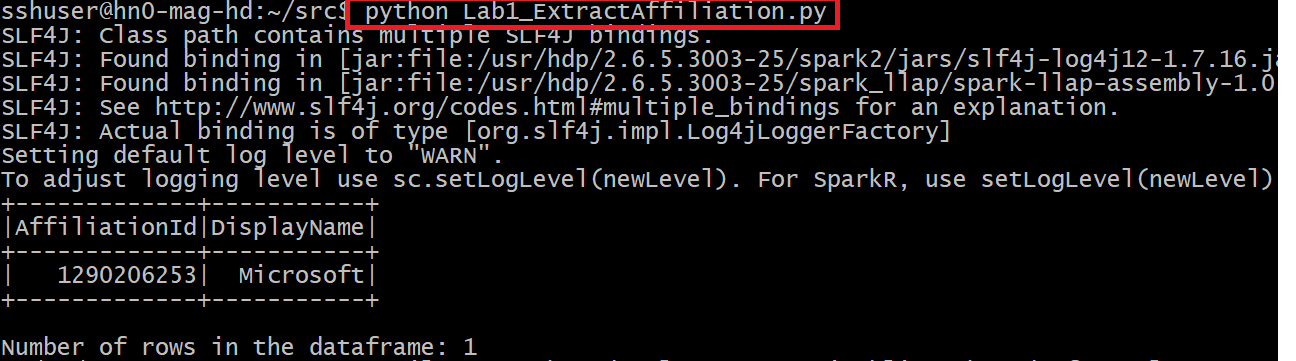 sshuser@hn0-mag-hd:~/src$ python Lab1_ExtractAffiliation.py
SLF4J: Class path contains multiple SLF4J bindings.
SLF4J: Found binding in [jar:file:/usr/hdp/2.6.5.3003-25/spark2/jars/slf4j-log4j12-1.7.16.ja
SLF4J: Found binding in [jar:file:/usr/hdp/2.6.5.3003-25/spark_llap/spark-llap-assembly-1.0
SLF4J: See http://www.slf4j.org/codes.html#multiple_bindings for an explanation.
SLF4J: Actual binding is of type [org.slf4j.impl.Log4jLoggerFactory]
Setting default log level to "WARN".
To adjust logging level use sc.setLogLevel(newLevel). For SparkR, use setLogLevel(newLevel)
+-------------+-----------+
|AffiliationId|DisplayName|
+-------------+-----------+
|   1290206253|  Microsoft|
+-------------+-----------+
Number of rows in the dataframe: 1